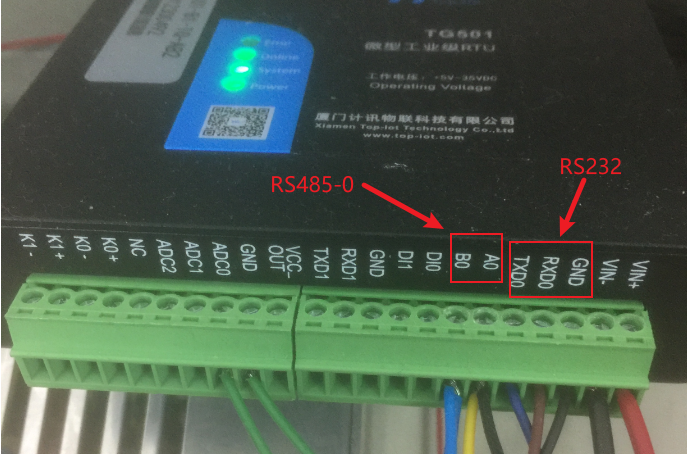 TG501
微型工业级RTU
Error
Online
System
Power
工作电压：+5V-35VDC
Operating Voltage
厦门计讯物联科技有限公司
Xiamen Top-Iot Technology Co.,Ltd
www.top-iot.com
RS485-0
RS232
K1-
K1+
K0-
K0+
NC
ADC2
ADC1
ADC0
GND
VCC_OUT
TXD1
RXD1
GND
DI1
DI0
B0
A0
TXD0
RXD0
GND
VIN-
VIN+